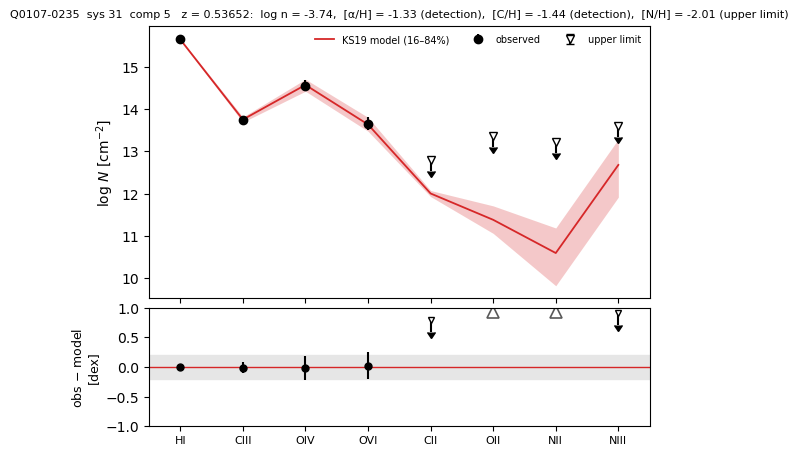 Q0107-0235  sys 31  comp 5   z = 0.53652:  log n = -3.74,  [α/H] = -1.33 (detection),  [C/H] = -1.44 (detection),  [N/H] = -2.01 (upper limit)
KS19 model (16–84%)
observed
upper limit
log N [cm⁻²]
15
14
13
12
11
10
obs − model
[dex]
1.0
0.5
0.0
−0.5
−1.0
HI
CIII
OIV
OVI
CII
OII
NII
NIII